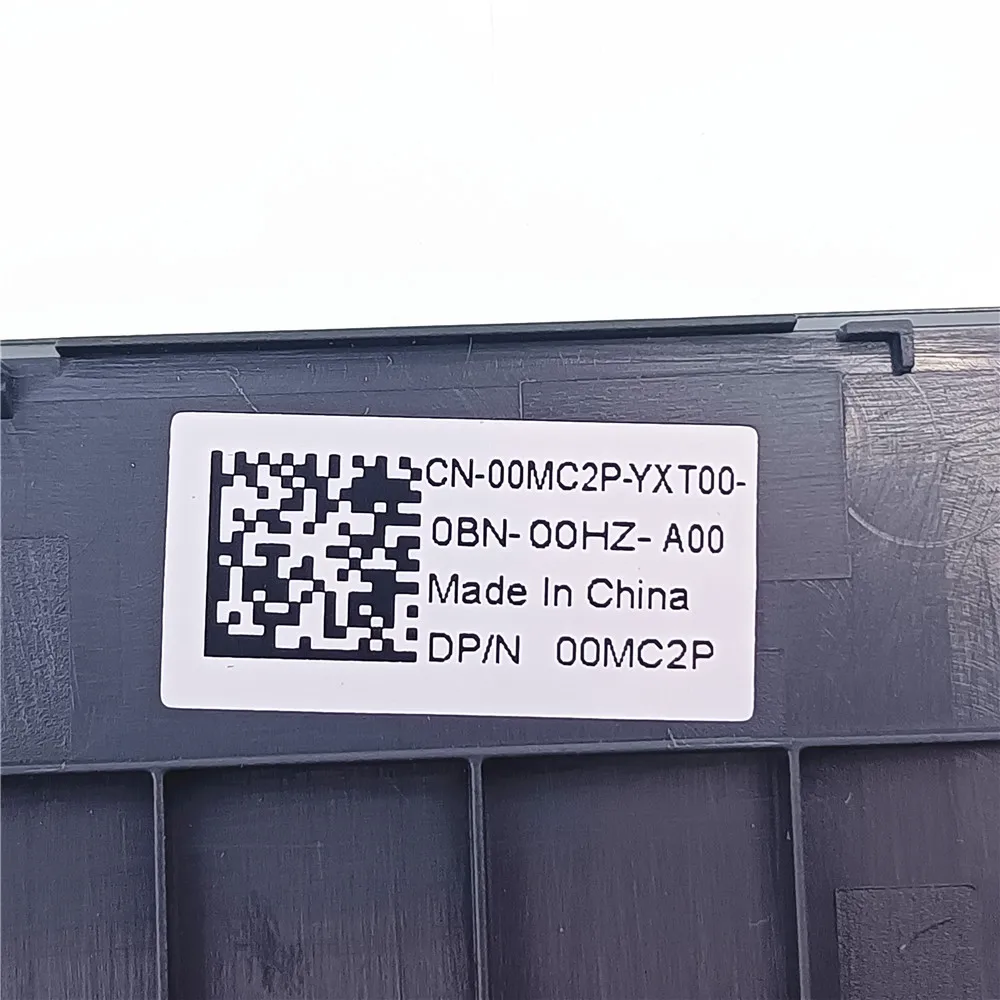 CN-00MC2P-YXT00-
0BN-00HZ-A00
Made In China
DP/N 00MC2P